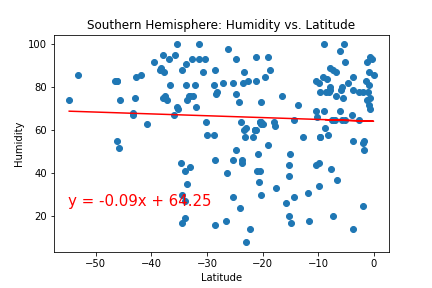 Southern Hemisphere: Humidity vs. Latitude
100
80
60
40
20
Humidity
y = -0.09x + 64.25
−50
−40
−30
−20
−10
0
Latitude